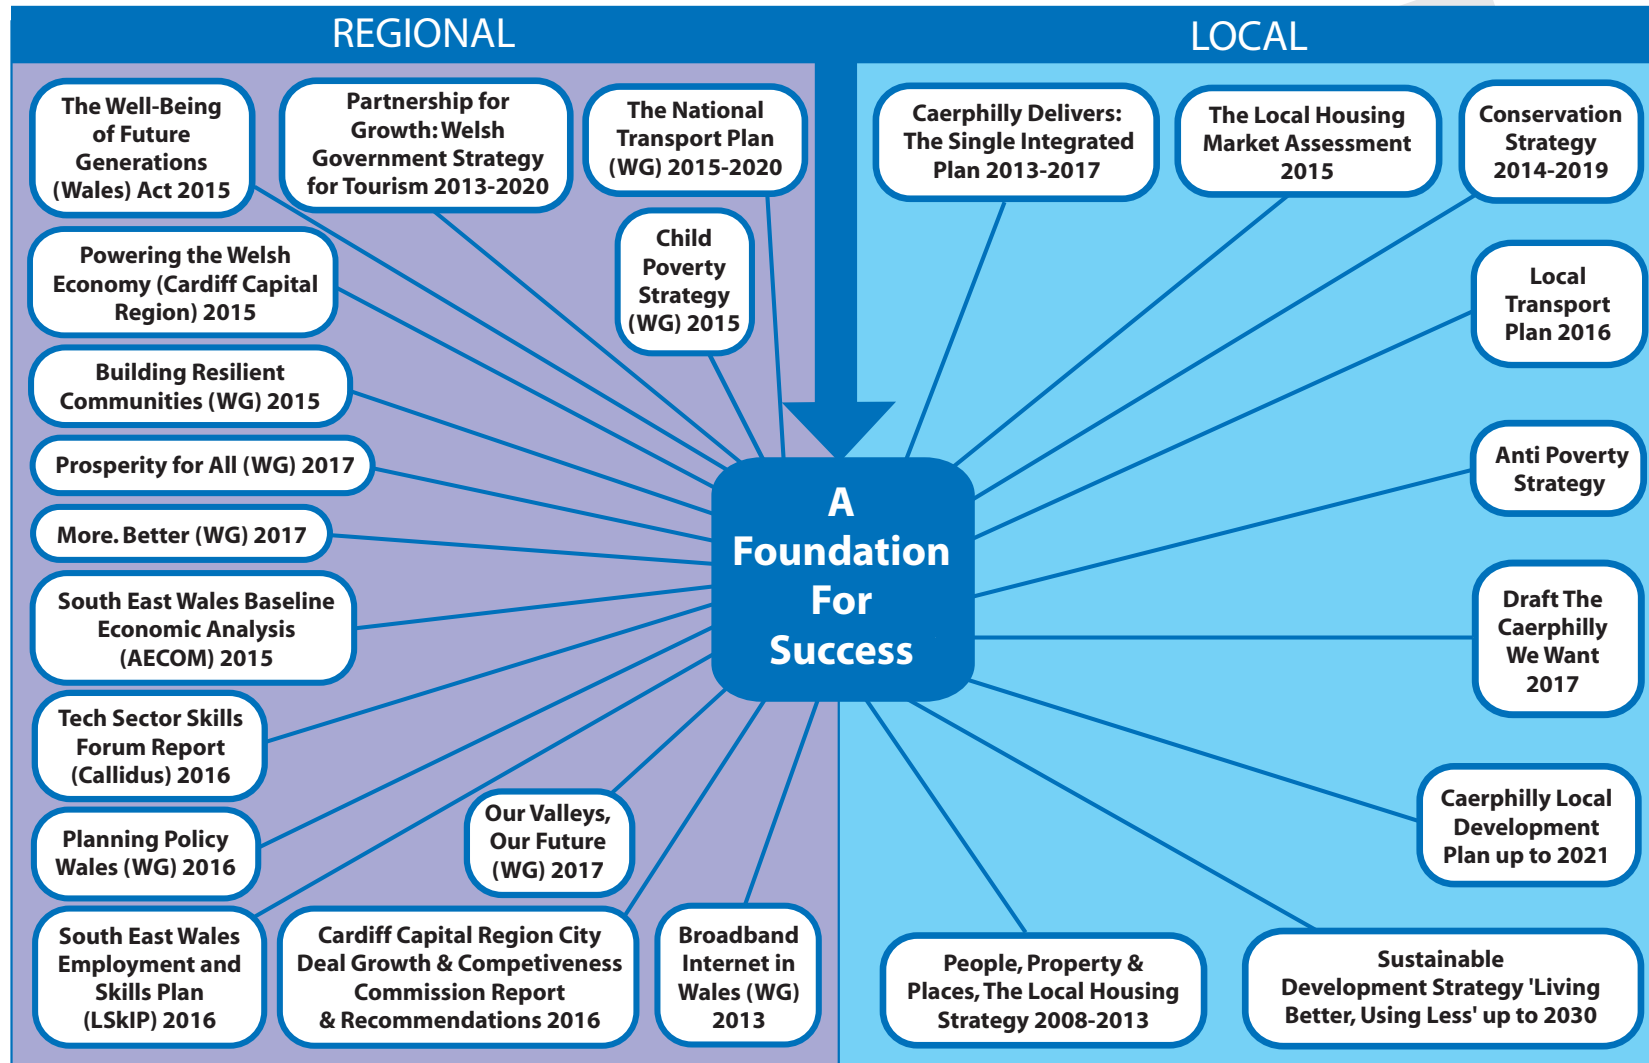 REGIONAL
The Well-Being
of Future
Generations
(Wales) Act 2015
Partnership for
Growth: Welsh
Government Strategy
for Tourism 2013-2020
The National
Transport Plan
(WG) 2015-2020
Child
Poverty
Strategy
(WG) 2015
Powering the Welsh
Economy (Cardiff Capital
Region) 2015
Building Resilient
Communities (WG) 2015
Prosperity for All (WG) 2017
More. Better (WG) 2017
South East Wales Baseline
Economic Analysis
(AECOM) 2015
Tech Sector Skills
Forum Report
(Callidus) 2016
Planning Policy
Wales (WG) 2016
South East Wales
Employment and
Skills Plan
(LSkIP) 2016
Our Valleys,
Our Future
(WG) 2017
Cardiff Capital Region City
Deal Growth & Competiveness
Commission Report
& Recommendations 2016
Broadband
Internet in
Wales (WG)
2013
A
Foundation
For
Success
LOCAL
Caerphilly Delivers:
The Single Integrated
Plan 2013-2017
The Local Housing
Market Assessment
2015
Conservation
Strategy
2014-2019
Local
Transport
Plan 2016
Anti Poverty
Strategy
Draft The
Caerphilly
We Want
2017
Caerphilly Local
Development
Plan up to 2021
People, Property &
Places, The Local Housing
Strategy 2008-2013
Sustainable
Development Strategy 'Living
Better, Using Less' up to 2030